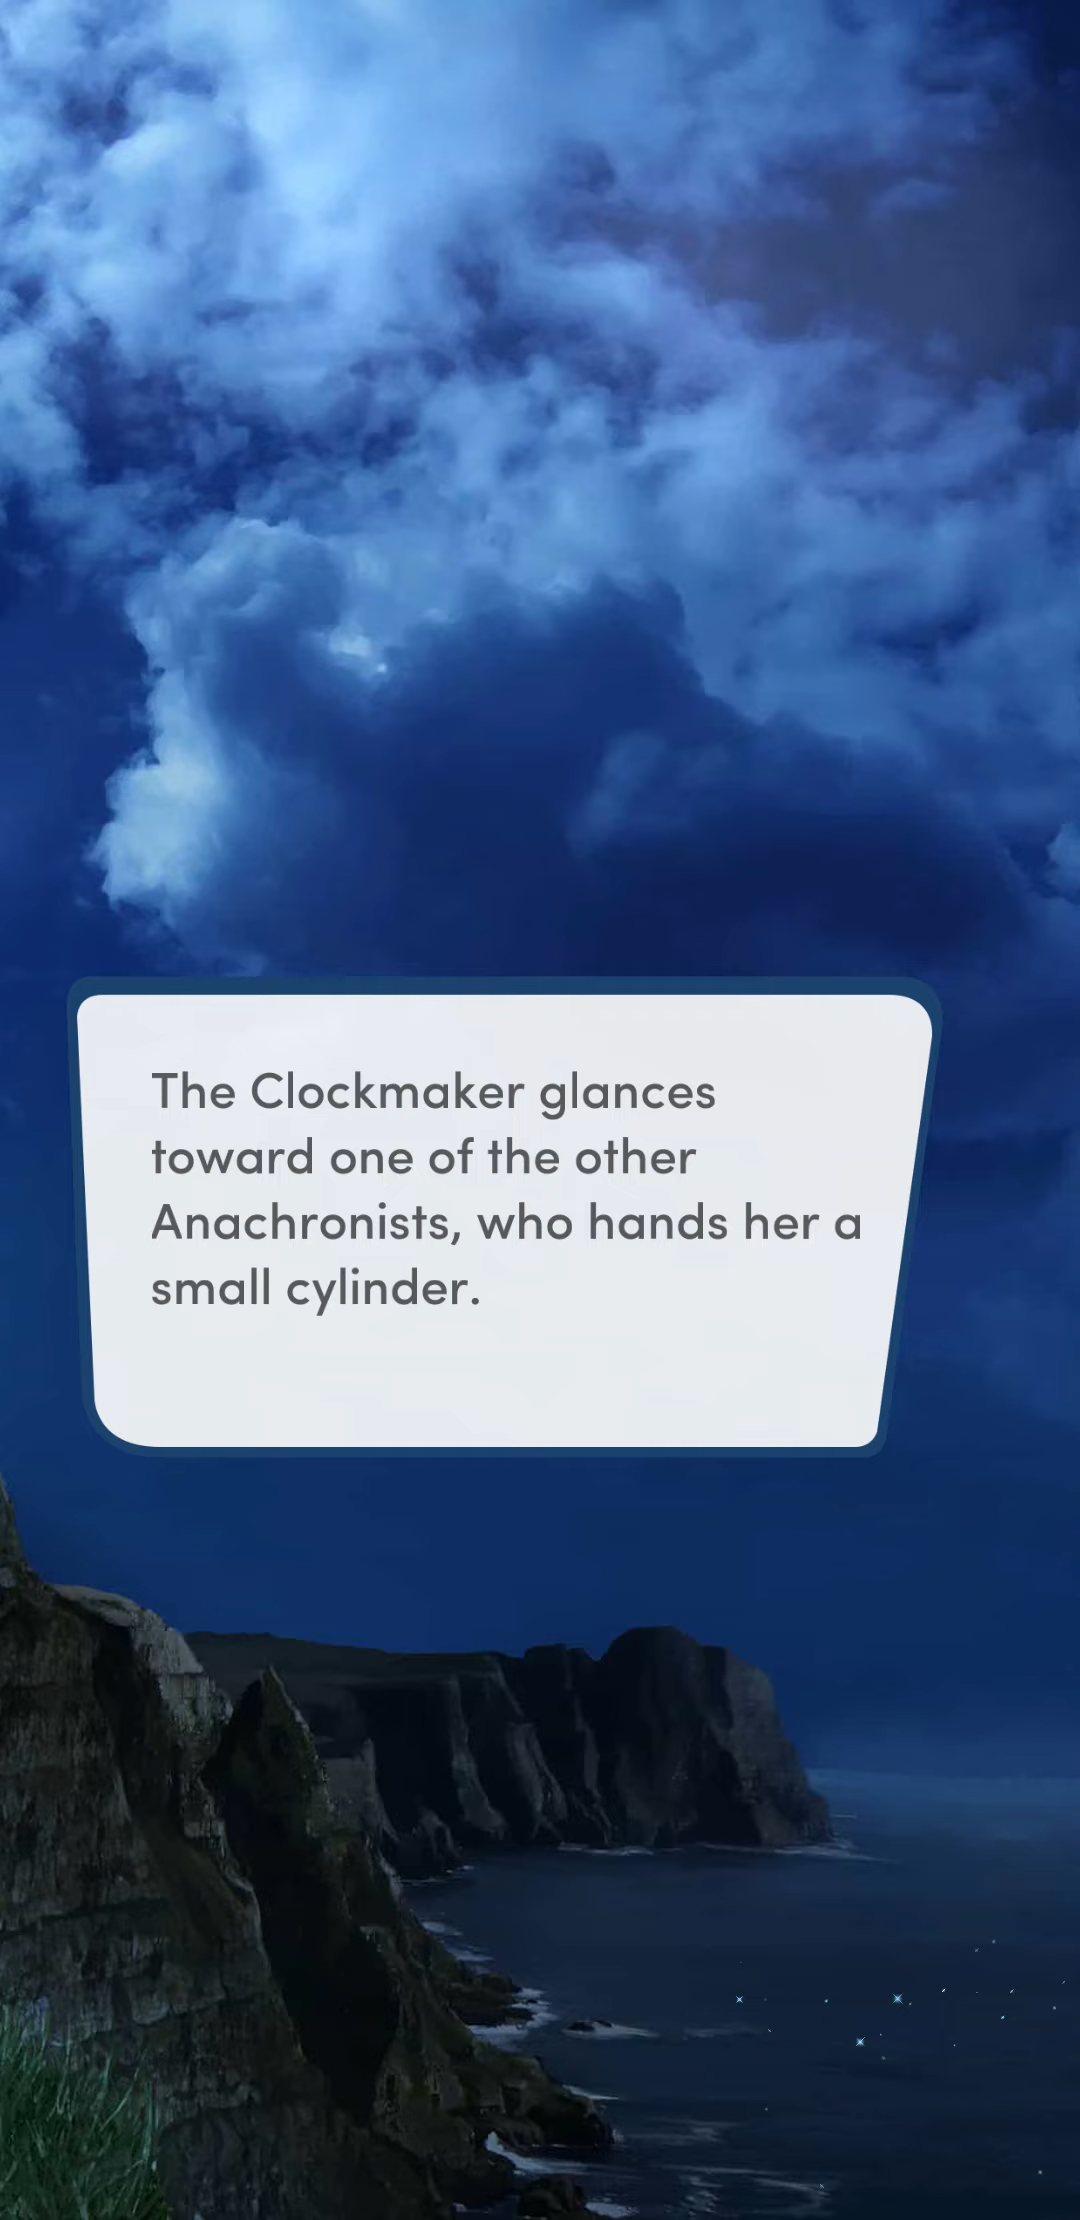 The Clockmaker glances
toward one of the other
Anachronists, who hands her a
small cylinder.